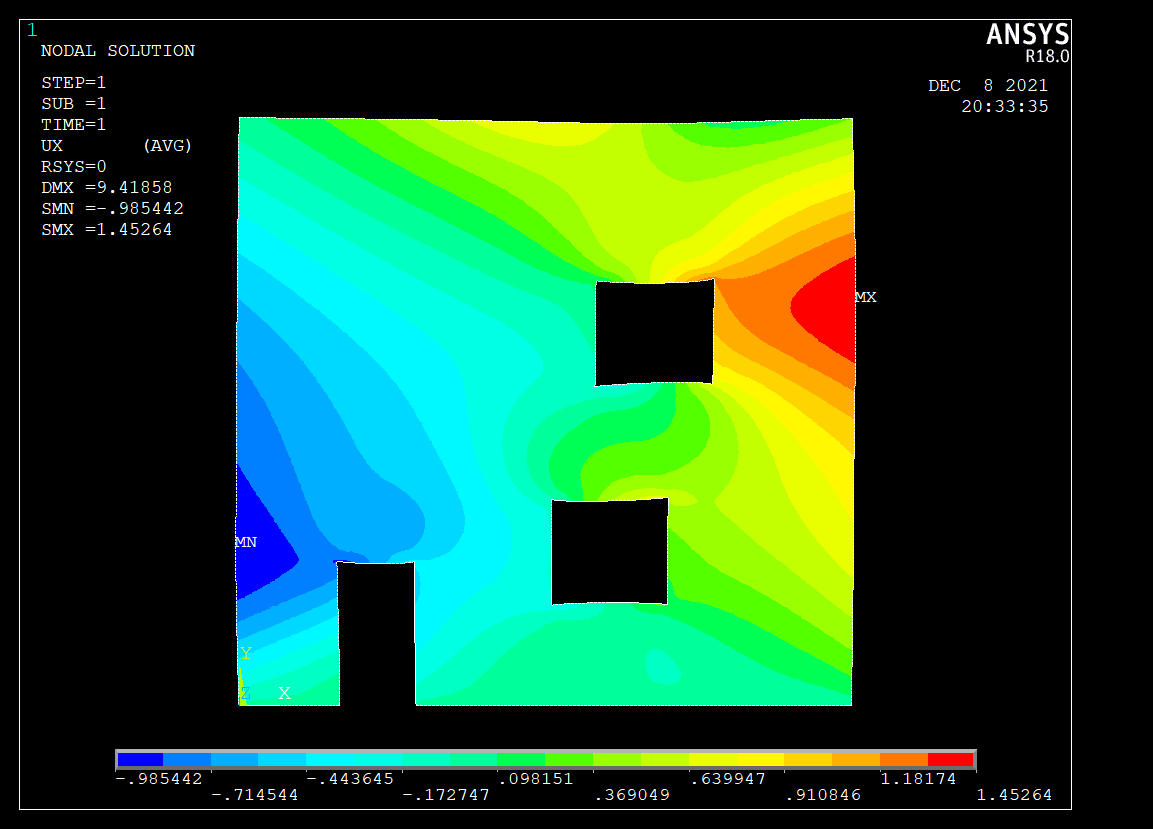 1
ANSYS
R18.0
NODAL SOLUTION
DEC 8 2021
20:33:35
STEP=1
SUB =1
TIME=1
UX (AVG)
RSYS=0
DMX =9.41858
SMN =-.985442
SMX =1.45264
MX
MN
Y
Z X
-.985442 -.443645 .098151 .639947 1.18174
-.714544 -.172747 .369049 .910846 1.45264